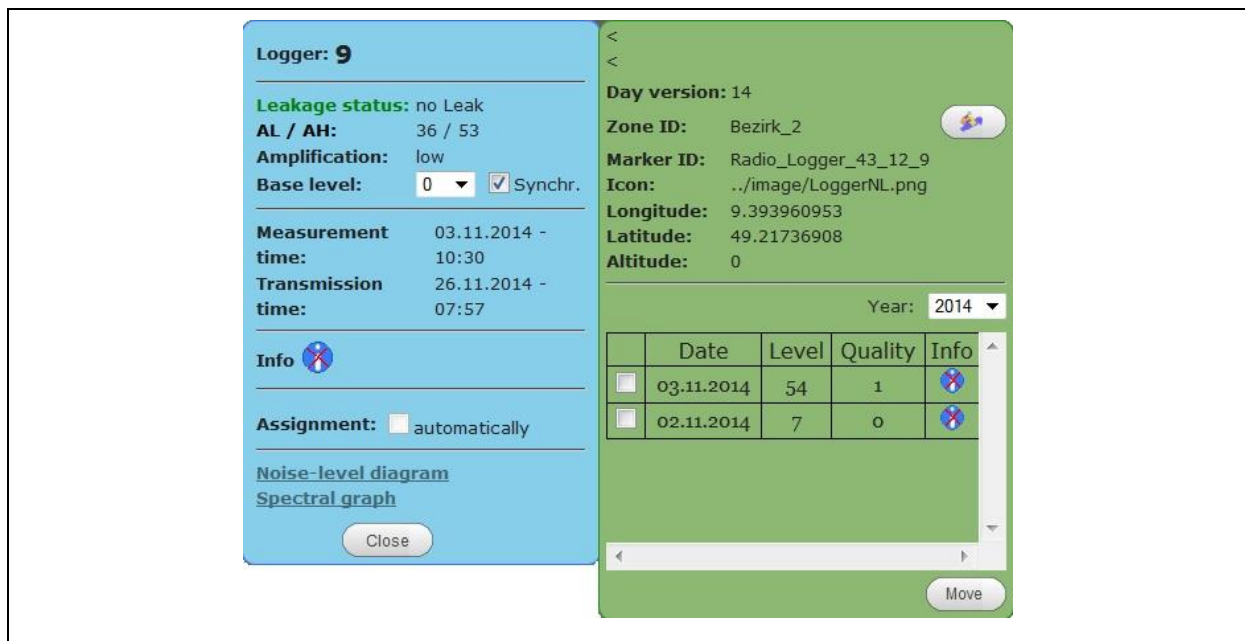 Logger: 9
Leakage status: no Leak
AL / AH: 36 / 53
Amplification: low
Base level: 0 Synchr.
Measurement 03.11.2014 -
time: 10:30
Transmission 26.11.2014 -
time: 07:57
Info
Assignment: automatically
Noise-level diagram
Spectral graph
Close
<
<
Day version: 14
Zone ID: Bezirk_2
Marker ID: Radio_Logger_43_12_9
Icon: ../image/LoggerNL.png
Longitude: 9.393960953
Latitude: 49.21736908
Altitude: 0
Year: 2014
Date Level Quality Info
03.11.2014 54 1
02.11.2014 7 0
Move